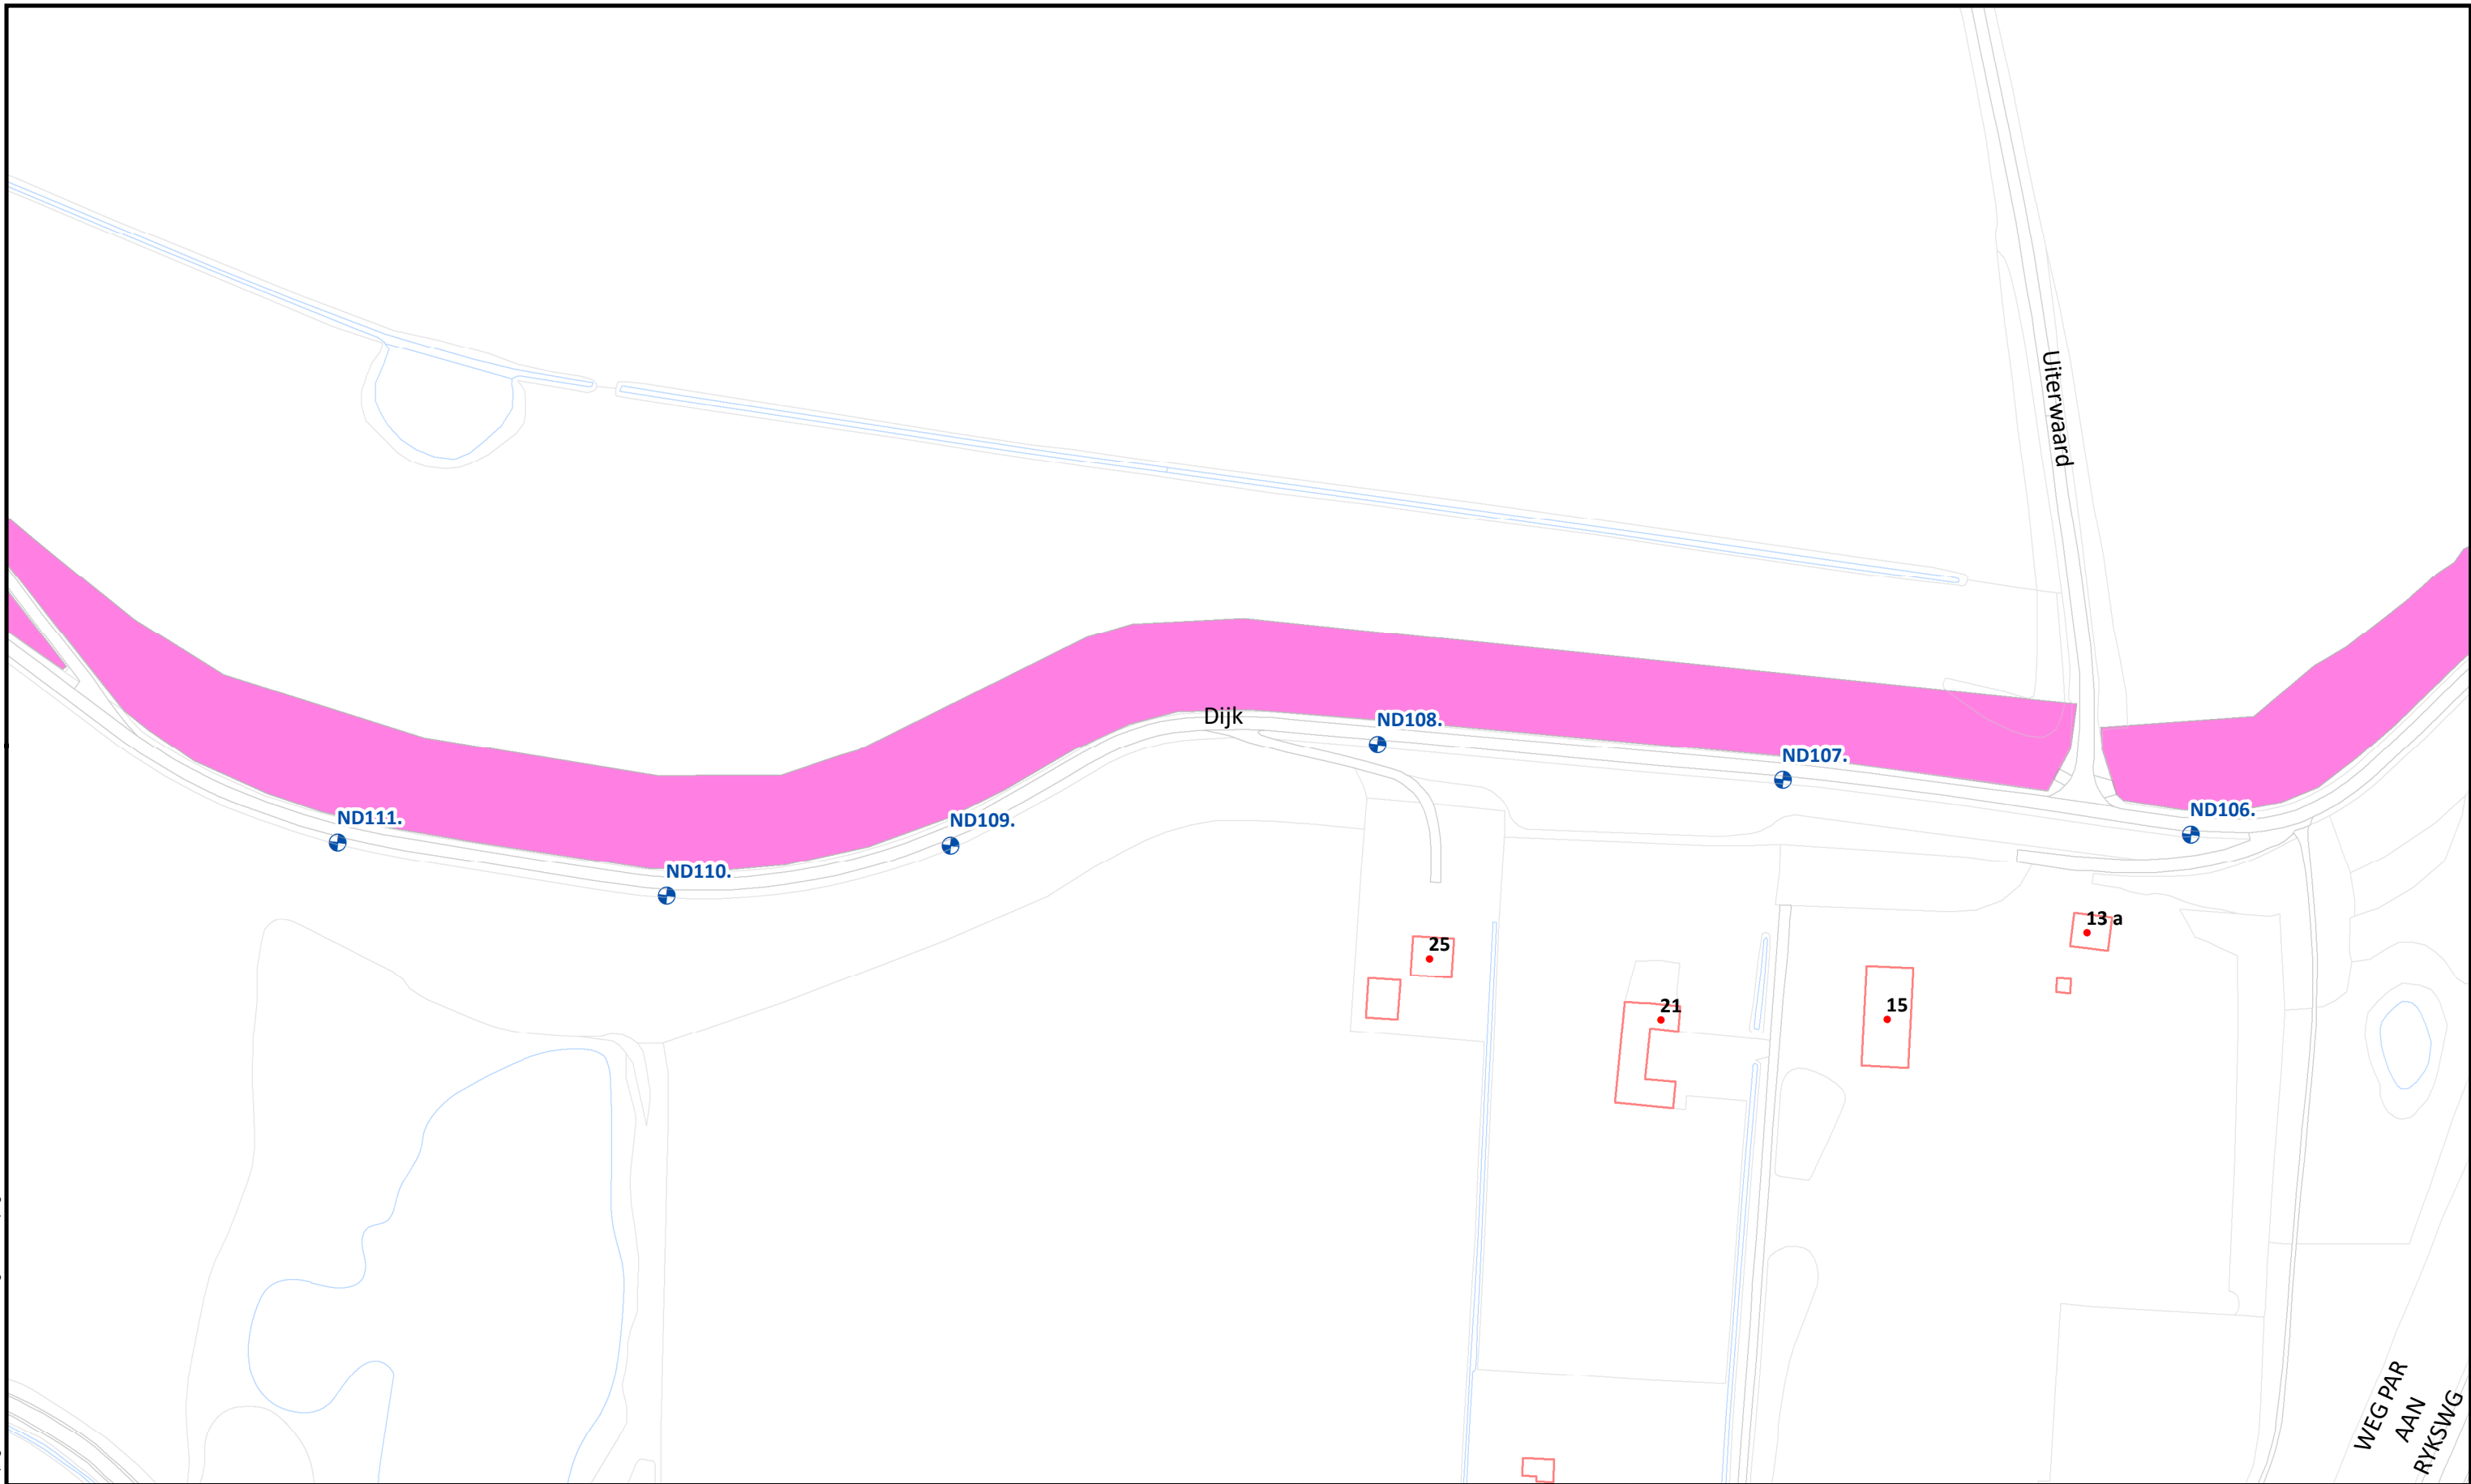 Uiterwaard
Dijk
ND108.
ND107.
ND106.
ND111.
ND109.
ND110.
13 a
25
21
15
WEG PAR
AAN
RYKSWG